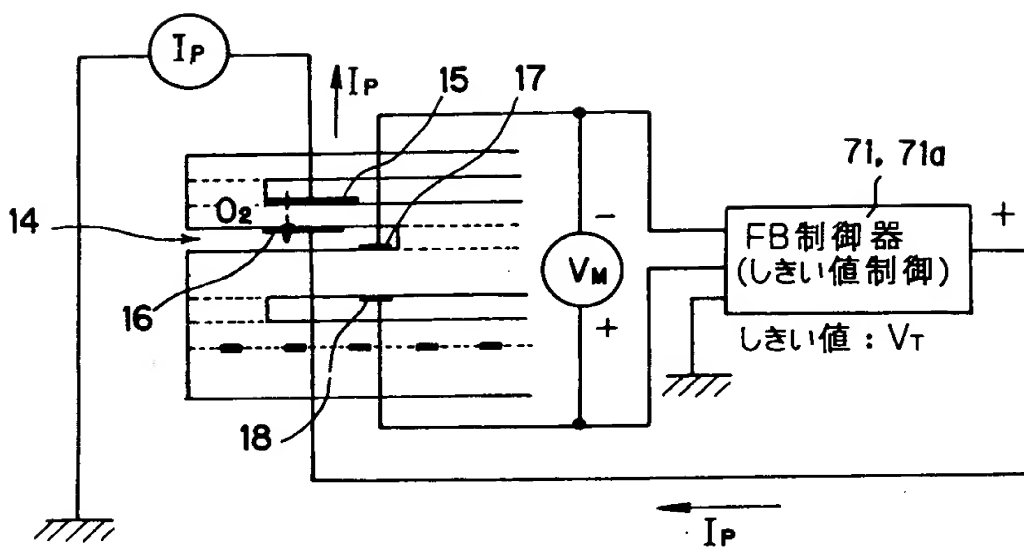 IP
IP
15
17
71, 71a
14
O2
−
VM
+
FB制御器
(しきい値制御)
+
しきい値：VT
16
18
IP